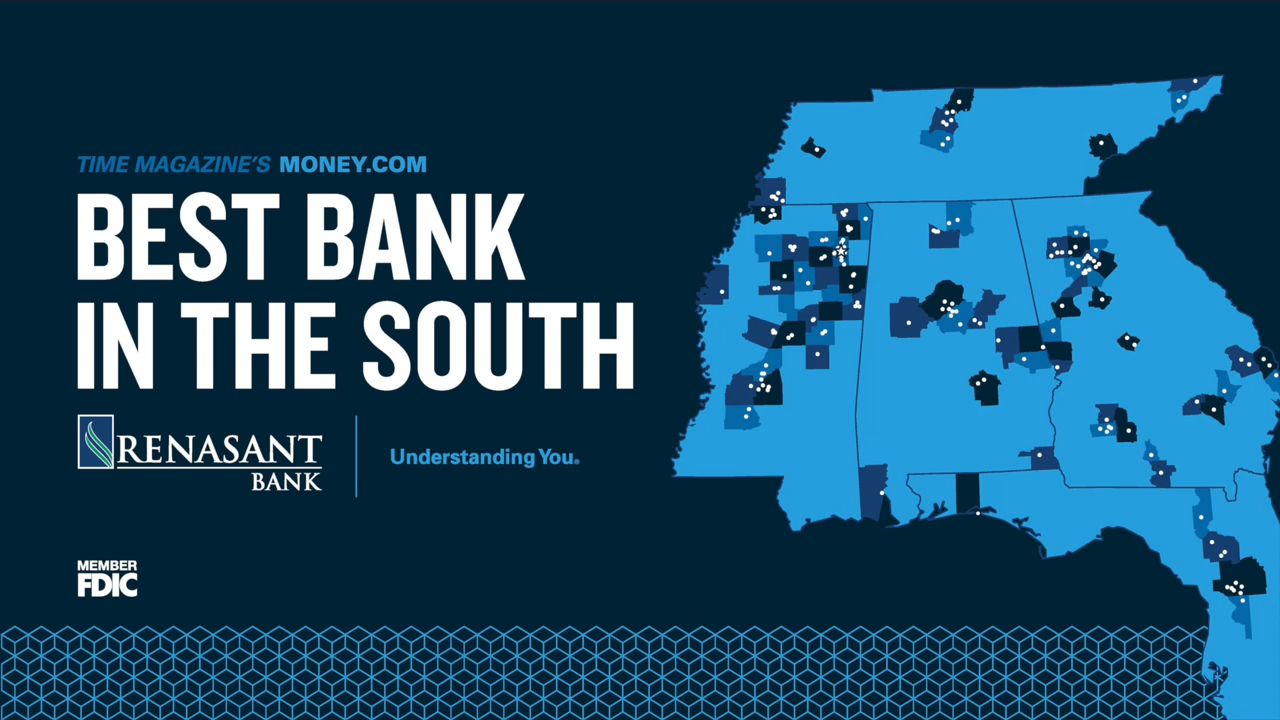 TIME MAGAZINE'S MONEY.COM
BEST BANK
IN THE SOUTH
RENASANT
BANK
Understanding You®
MEMBER
FDIC